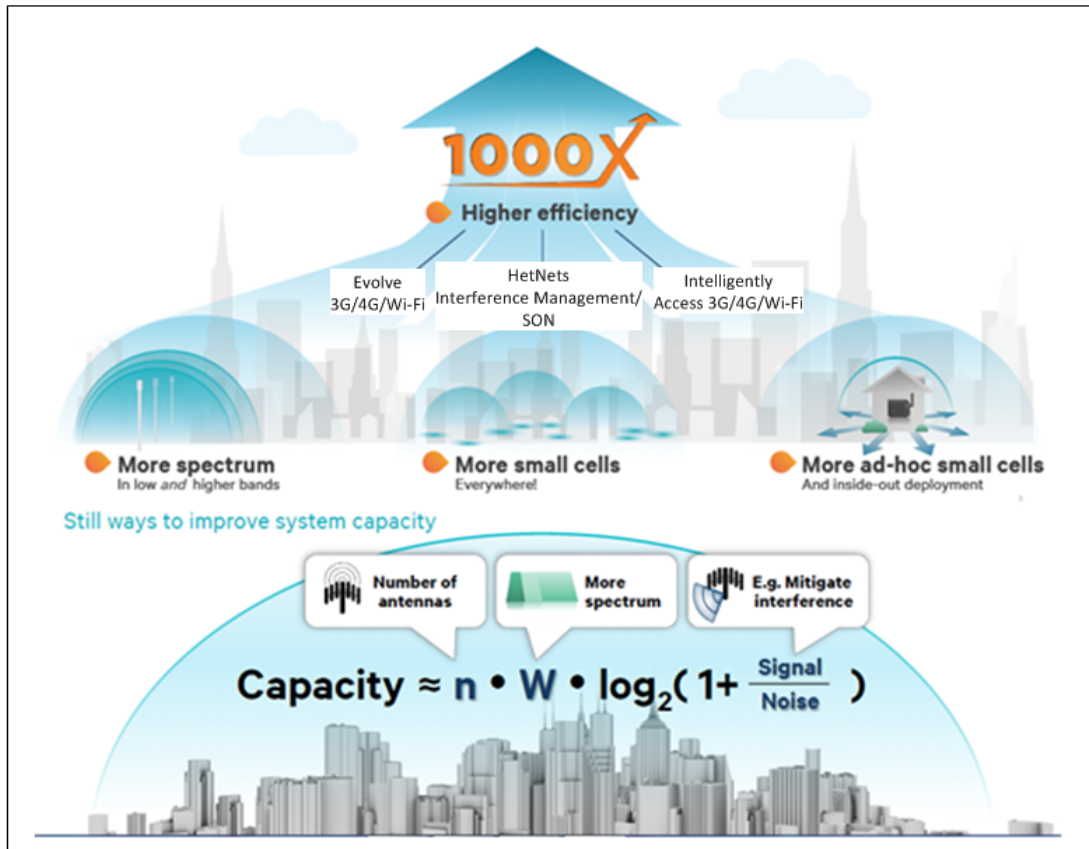 1000X
Higher efficiency
Evolve
3G/4G/Wi-Fi
HetNets
Interference Management/
SON
Intelligently
Access 3G/4G/Wi-Fi
More spectrum
In low and higher bands
More small cells
Everywhere!
More ad-hoc small cells
And inside-out deployment
Still ways to improve system capacity
Number of
antennas
More
spectrum
E.g. Mitigate
interference
Capacity ≈ n • W • log₂( 1+ Signal/Noise )